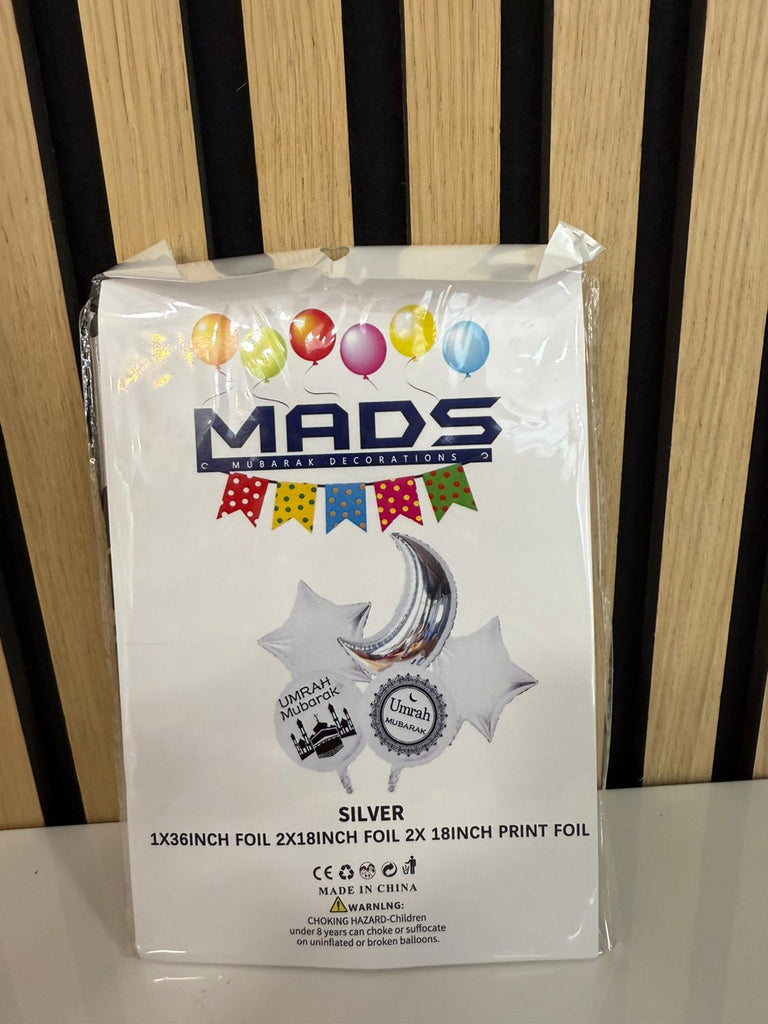 MADS
MUBARAK DECORATIONS
UMRAH
Mubarak
Umrah
MUBARAK
SILVER
1X36INCH FOIL 2X18INCH FOIL 2X 18INCH PRINT FOIL
CE
MADE IN CHINA
WARNLNG:
CHOKING HAZARD-Children
under 8 years can choke or suffocate
on uninflated or broken balloons.